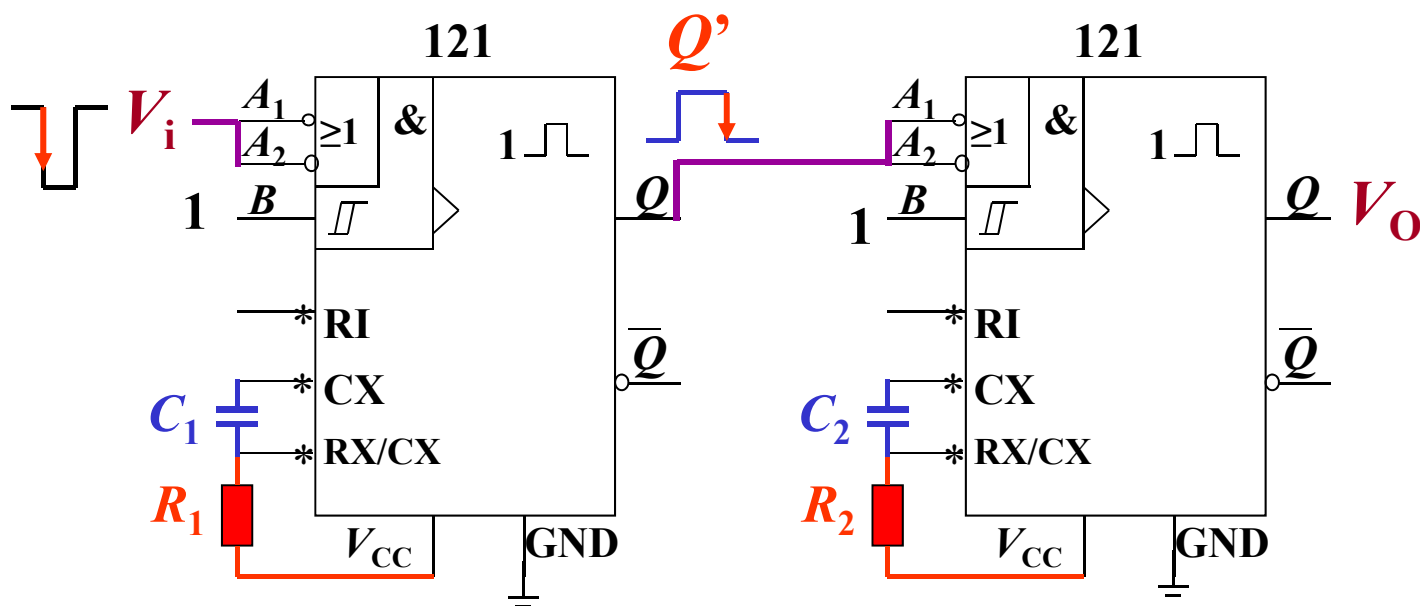 121
Q’
121
Vi
A1
A2
≥1
&
1
B
1
Q
Q
RI
CX
RX/CX
C1
R1
VCC
GND
A1
A2
≥1
&
1
B
1
Q
VO
Q
RI
CX
RX/CX
C2
R2
VCC
GND